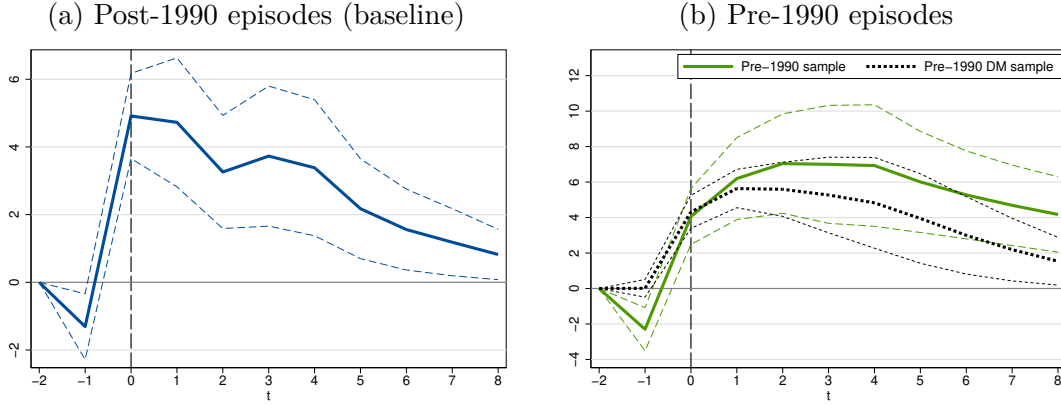 (a) Post-1990 episodes (baseline)
6
4
2
0
−2
−2 −1 0 1 2 3 4 5 6 7 8
t
(b) Pre-1990 episodes
Pre−1990 sample Pre−1990 DM sample
12
10
8
6
4
2
0
−2
−4
−2 −1 0 1 2 3 4 5 6 7 8
t